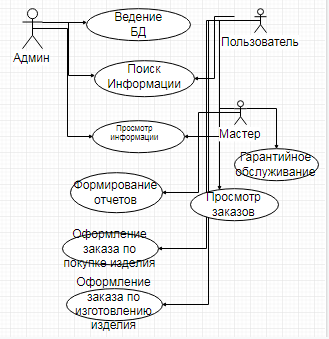 Ведение
БД
Админ
Пользователь
Поиск
Информации
Просмотр
информации
Мастер
Гарантийное
обслуживание
Формирование
отчетов
Просмотр
заказов
Оформление
заказа по
покупке изделия
Оформление
заказа по
изготовлению
изделия